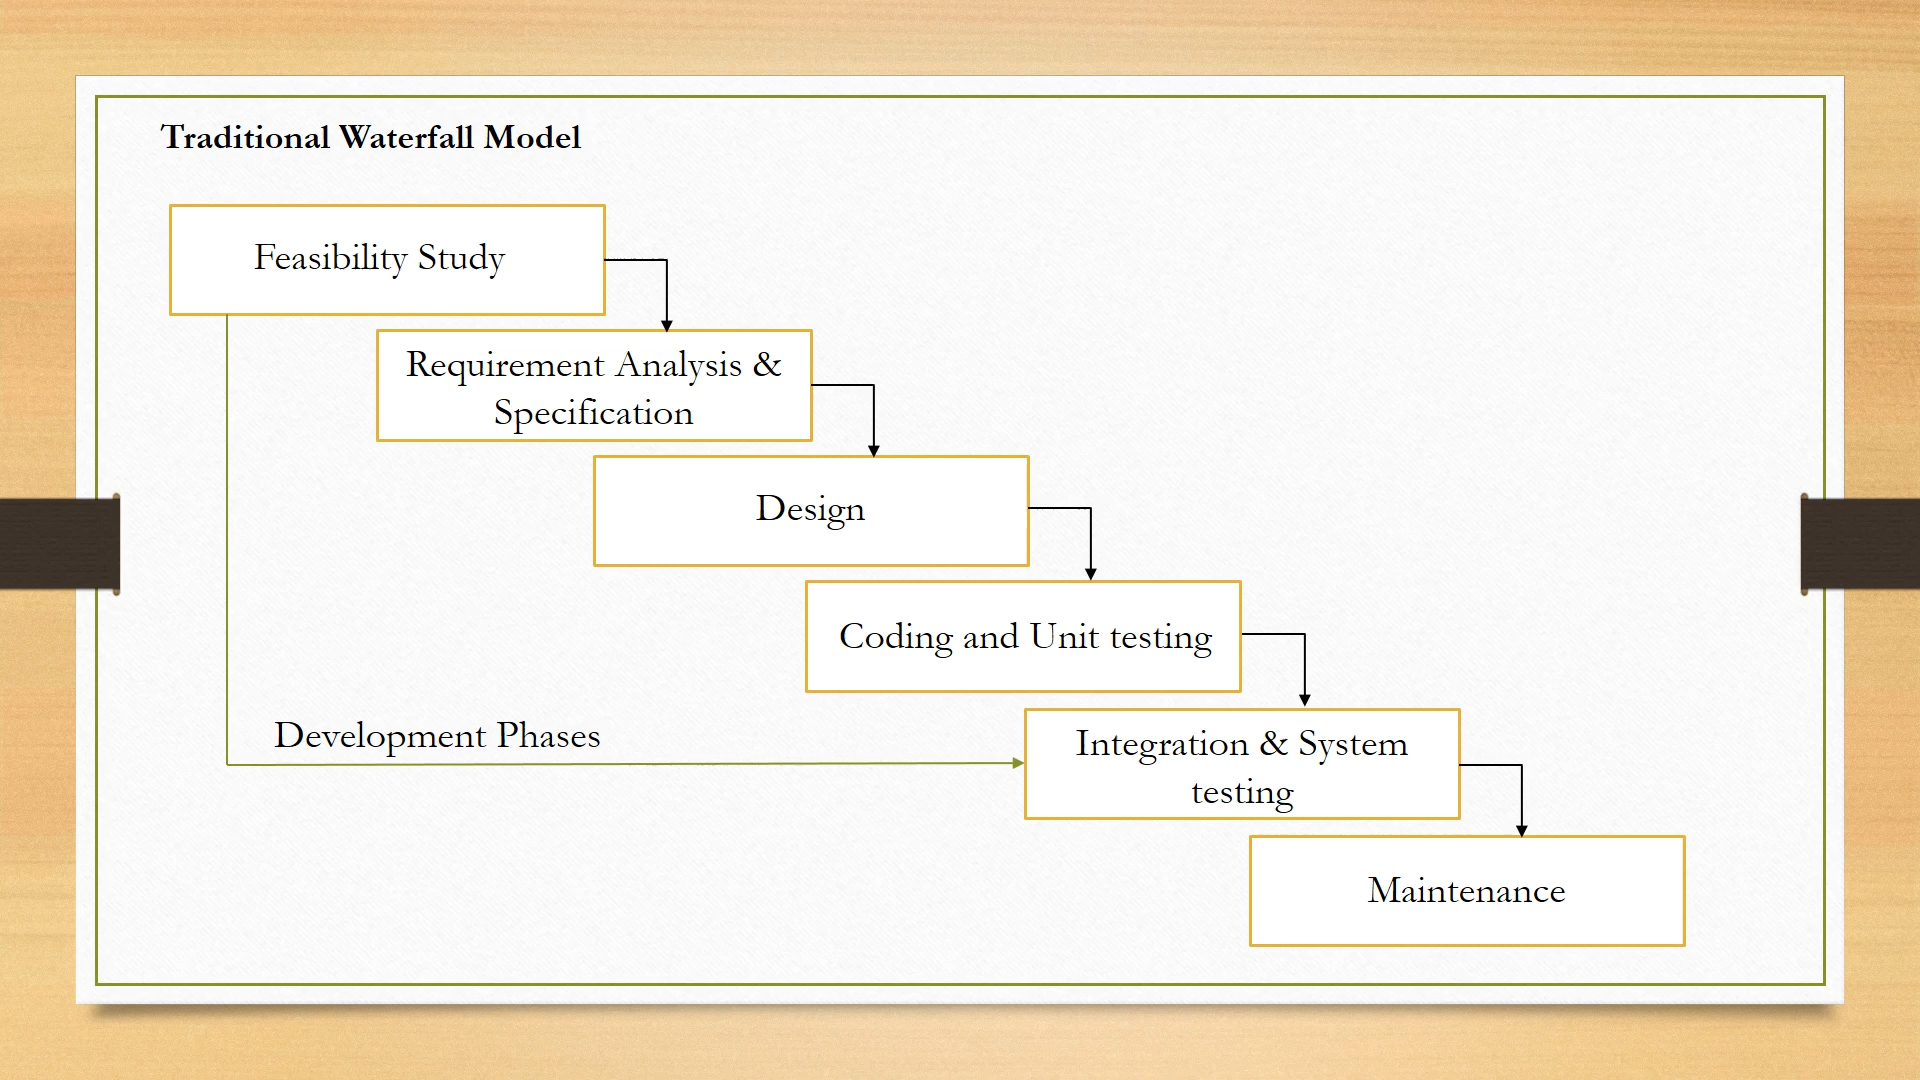 Traditional Waterfall Model
Feasibility Study
Requirement Analysis &
Specification
Design
Coding and Unit testing
Development Phases
Integration & System
testing
Maintenance